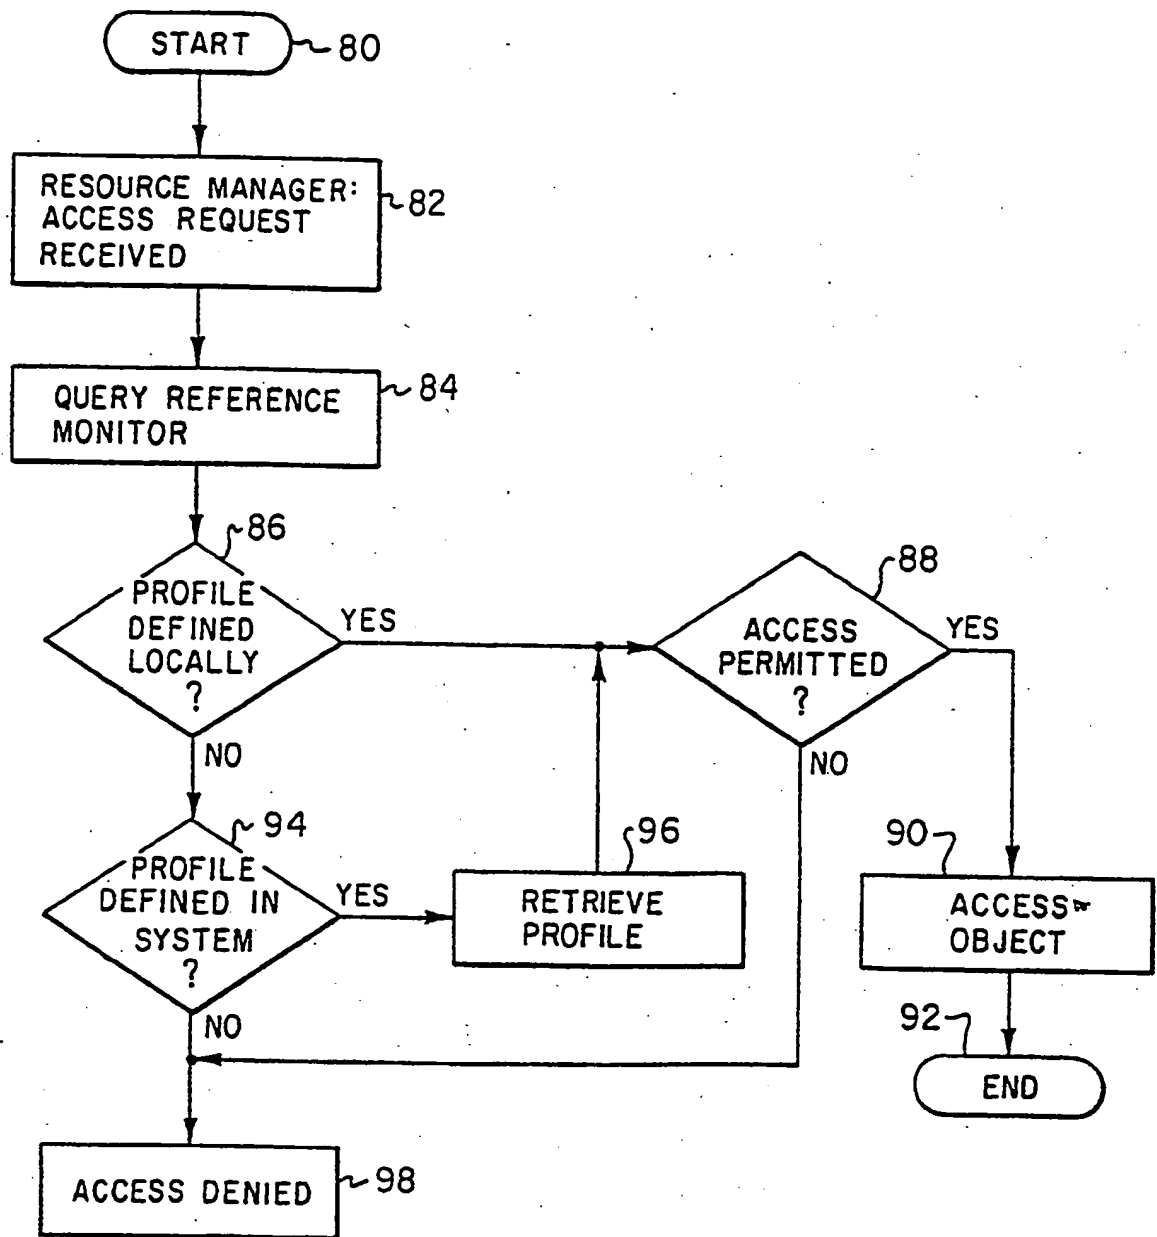 START
80
RESOURCE MANAGER:
ACCESS REQUEST
RECEIVED
82
QUERY REFERENCE
MONITOR
84
86
PROFILE
DEFINED
LOCALLY
?
YES
NO
88
ACCESS
PERMITTED
?
YES
NO
94
PROFILE
DEFINED IN
SYSTEM
?
YES
NO
96
RETRIEVE
PROFILE
90
ACCESS
OBJECT
92
END
ACCESS DENIED
98